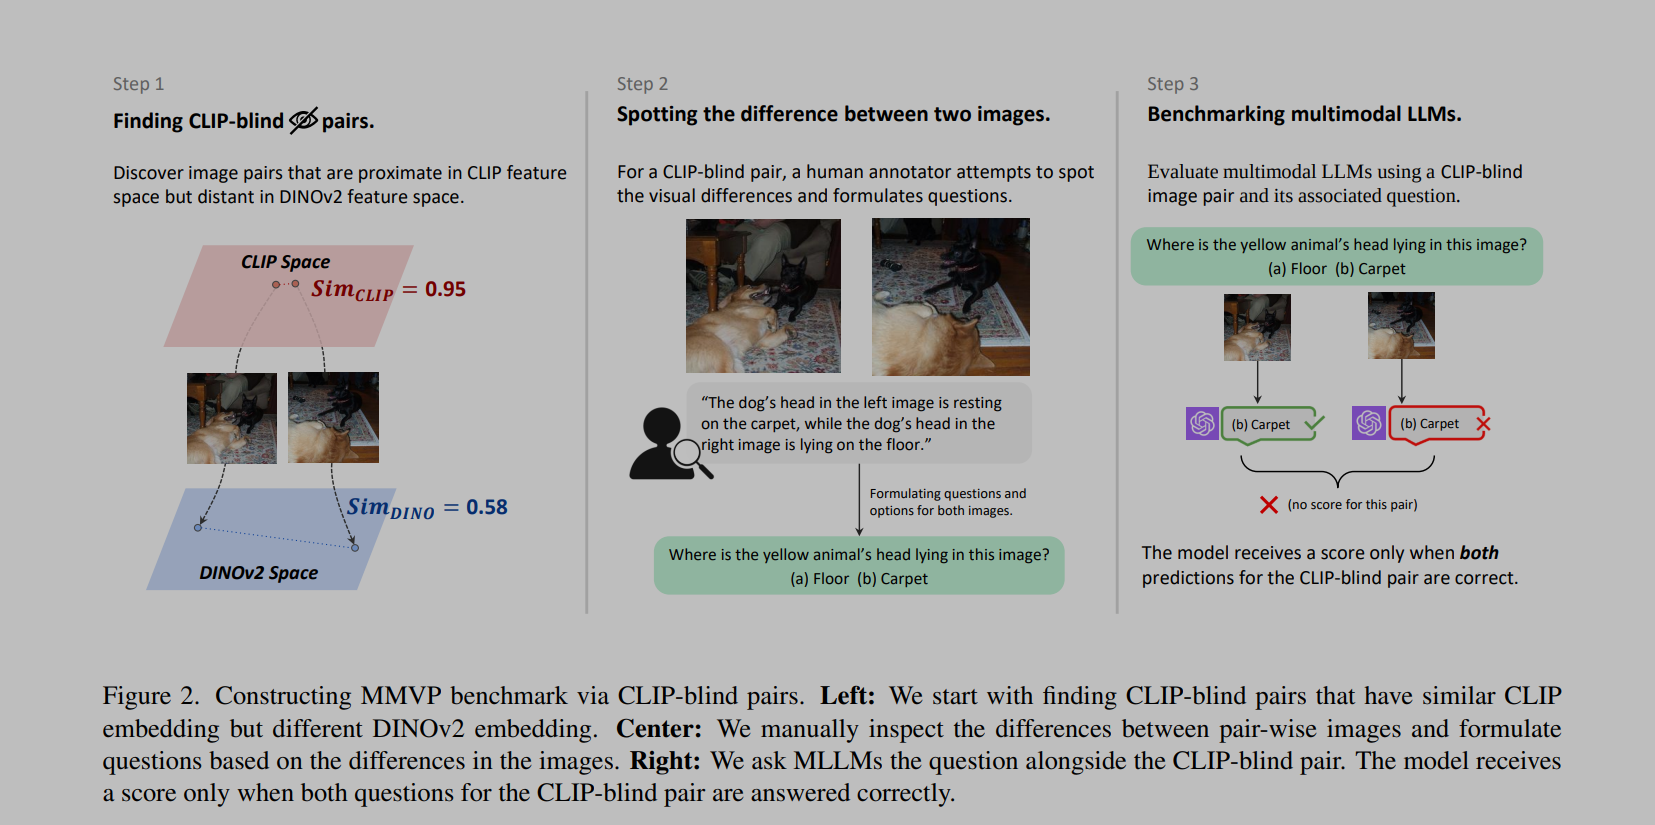 Step 1
Finding CLIP-blind pairs.
Discover image pairs that are proximate in CLIP feature
space but distant in DINOv2 feature space.
CLIP Space
Sim_CLIP = 0.95
Sim_DINO = 0.58
DINOv2 Space
Step 2
Spotting the difference between two images.
For a CLIP-blind pair, a human annotator attempts to spot
the visual differences and formulates questions.
“The dog’s head in the left image is resting
on the carpet, while the dog’s head in the
right image is lying on the floor.”
Formulating questions and
options for both images.
Where is the yellow animal’s head lying in this image?
(a) Floor (b) Carpet
Step 3
Benchmarking multimodal LLMs.
Evaluate multimodal LLMs using a CLIP-blind
image pair and its associated question.
Where is the yellow animal’s head lying in this image?
(a) Floor (b) Carpet
(b) Carpet
(b) Carpet
(no score for this pair)
The model receives a score only when both
predictions for the CLIP-blind pair are correct.
Figure 2. Constructing MMVP benchmark via CLIP-blind pairs. Left: We start with finding CLIP-blind pairs that have similar CLIP
embedding but different DINOv2 embedding. Center: We manually inspect the differences between pair-wise images and formulate
questions based on the differences in the images. Right: We ask MLLMs the question alongside the CLIP-blind pair. The model receives
a score only when both questions for the CLIP-blind pair are answered correctly.